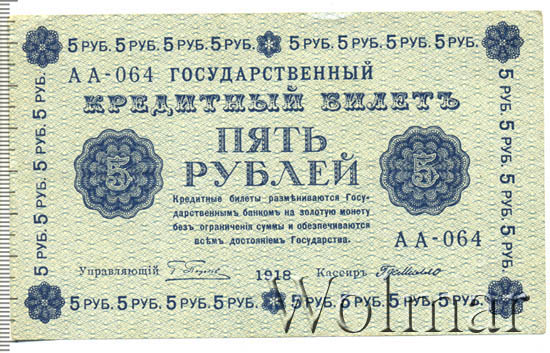 5 РУБ. 5 РУБ. 5 РУБ. 5 РУБ. 5 РУБ. 5 РУБ. 5 РУБ. 5 РУБ.
АА-064 ГОСУДАРСТВЕННЫЙ
КРЕДИТНЫЙ БИЛЕТЪ
ПЯТЬ
РУБЛЕЙ
5
5
Кредитные билеты размѣниваются Госу-
дарственнымъ банкомъ на золотую монету
безъ ограниченія суммы и обезпечиваются
всѣмъ достояніемъ Государства.
АА-064
Управляющій
1918
Кассиръ
5 РУБ. 5 РУБ. 5 РУБ. 5 РУБ. 5 РУБ. 5 РУБ. 5 РУБ. 5 РУБ.
5 РУБ. 5 РУБ. 5 РУБ. 5 РУБ. 5 РУБ.
5 РУБ. 5 РУБ. 5 РУБ. 5 РУБ. 5 РУБ.
Wolmar